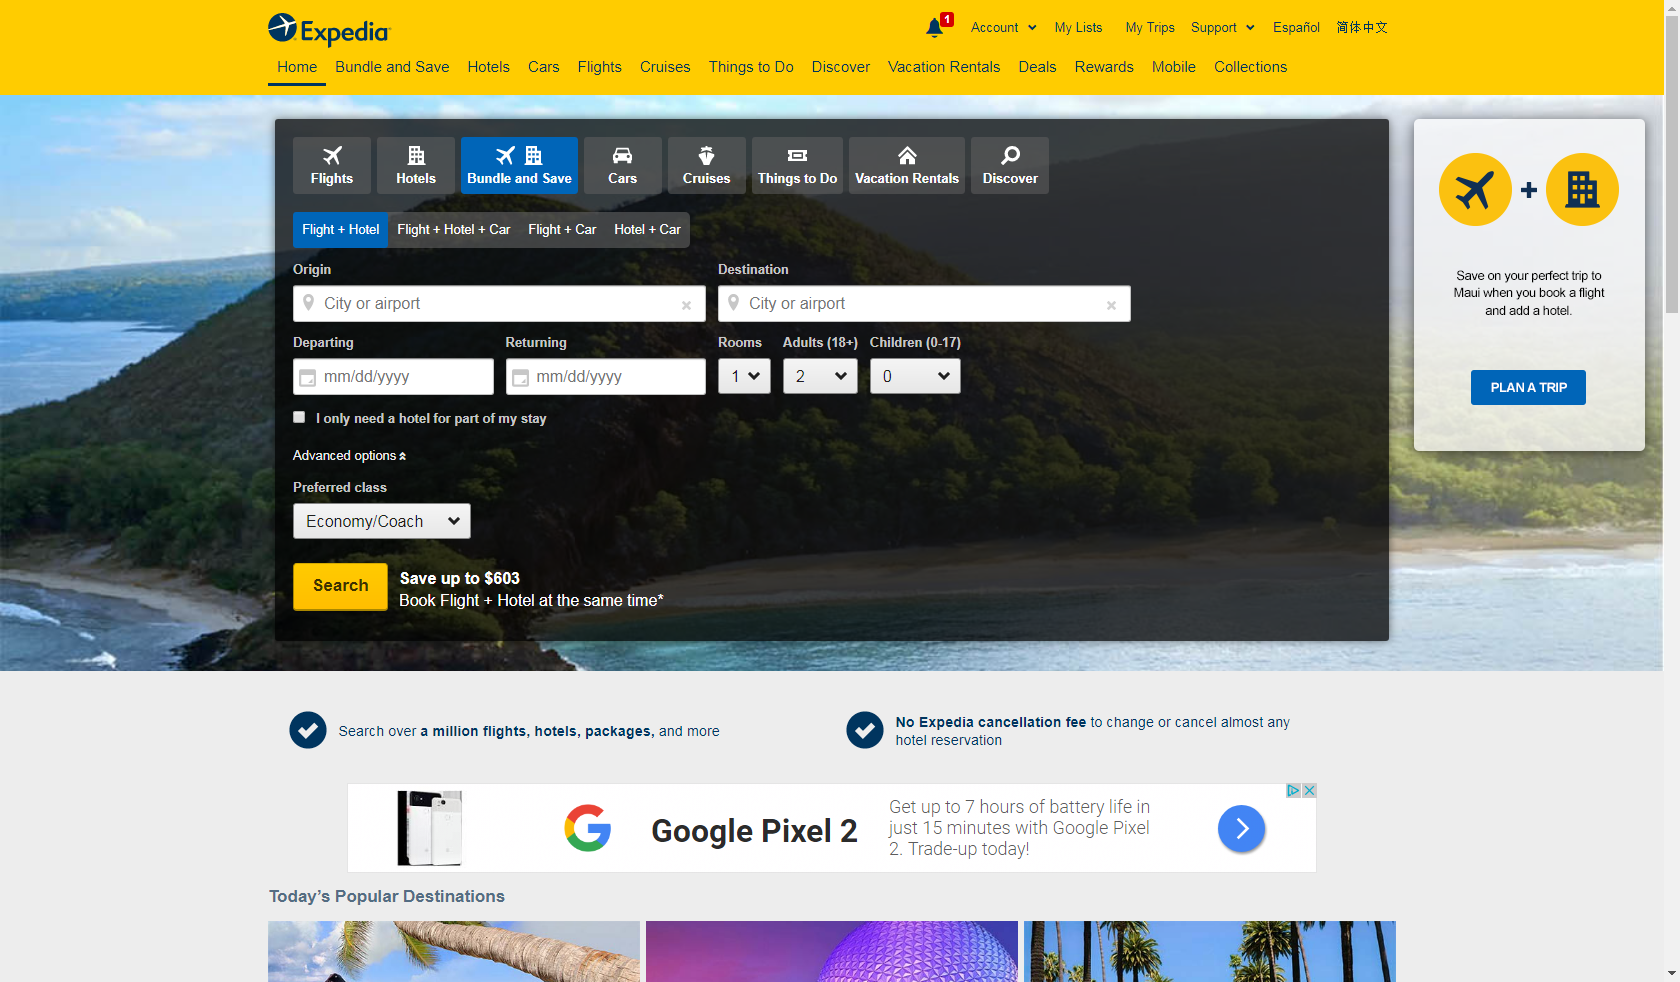 Expedia
1
Account
My Lists
My Trips
Support
Español
简体中文
Home
Bundle and Save
Hotels
Cars
Flights
Cruises
Things to Do
Discover
Vacation Rentals
Deals
Rewards
Mobile
Collections
Flights
Hotels
Bundle and Save
Cars
Cruises
Things to Do
Vacation Rentals
Discover
Flight + Hotel
Flight + Hotel + Car
Flight + Car
Hotel + Car
Origin
Destination
City or airport
City or airport
Departing
Returning
Rooms
Adults (18+)
Children (0-17)
mm/dd/yyyy
mm/dd/yyyy
1
2
0
I only need a hotel for part of my stay
Advanced options
Preferred class
Economy/Coach
Search
Save up to $603
Book Flight + Hotel at the same time*
Save on your perfect trip to
Maui when you book a flight
and add a hotel.
PLAN A TRIP
Search over a million flights, hotels, packages, and more
No Expedia cancellation fee to change or cancel almost any
hotel reservation
Google Pixel 2
Get up to 7 hours of battery life in
just 15 minutes with Google Pixel
2. Trade-up today!
Today’s Popular Destinations